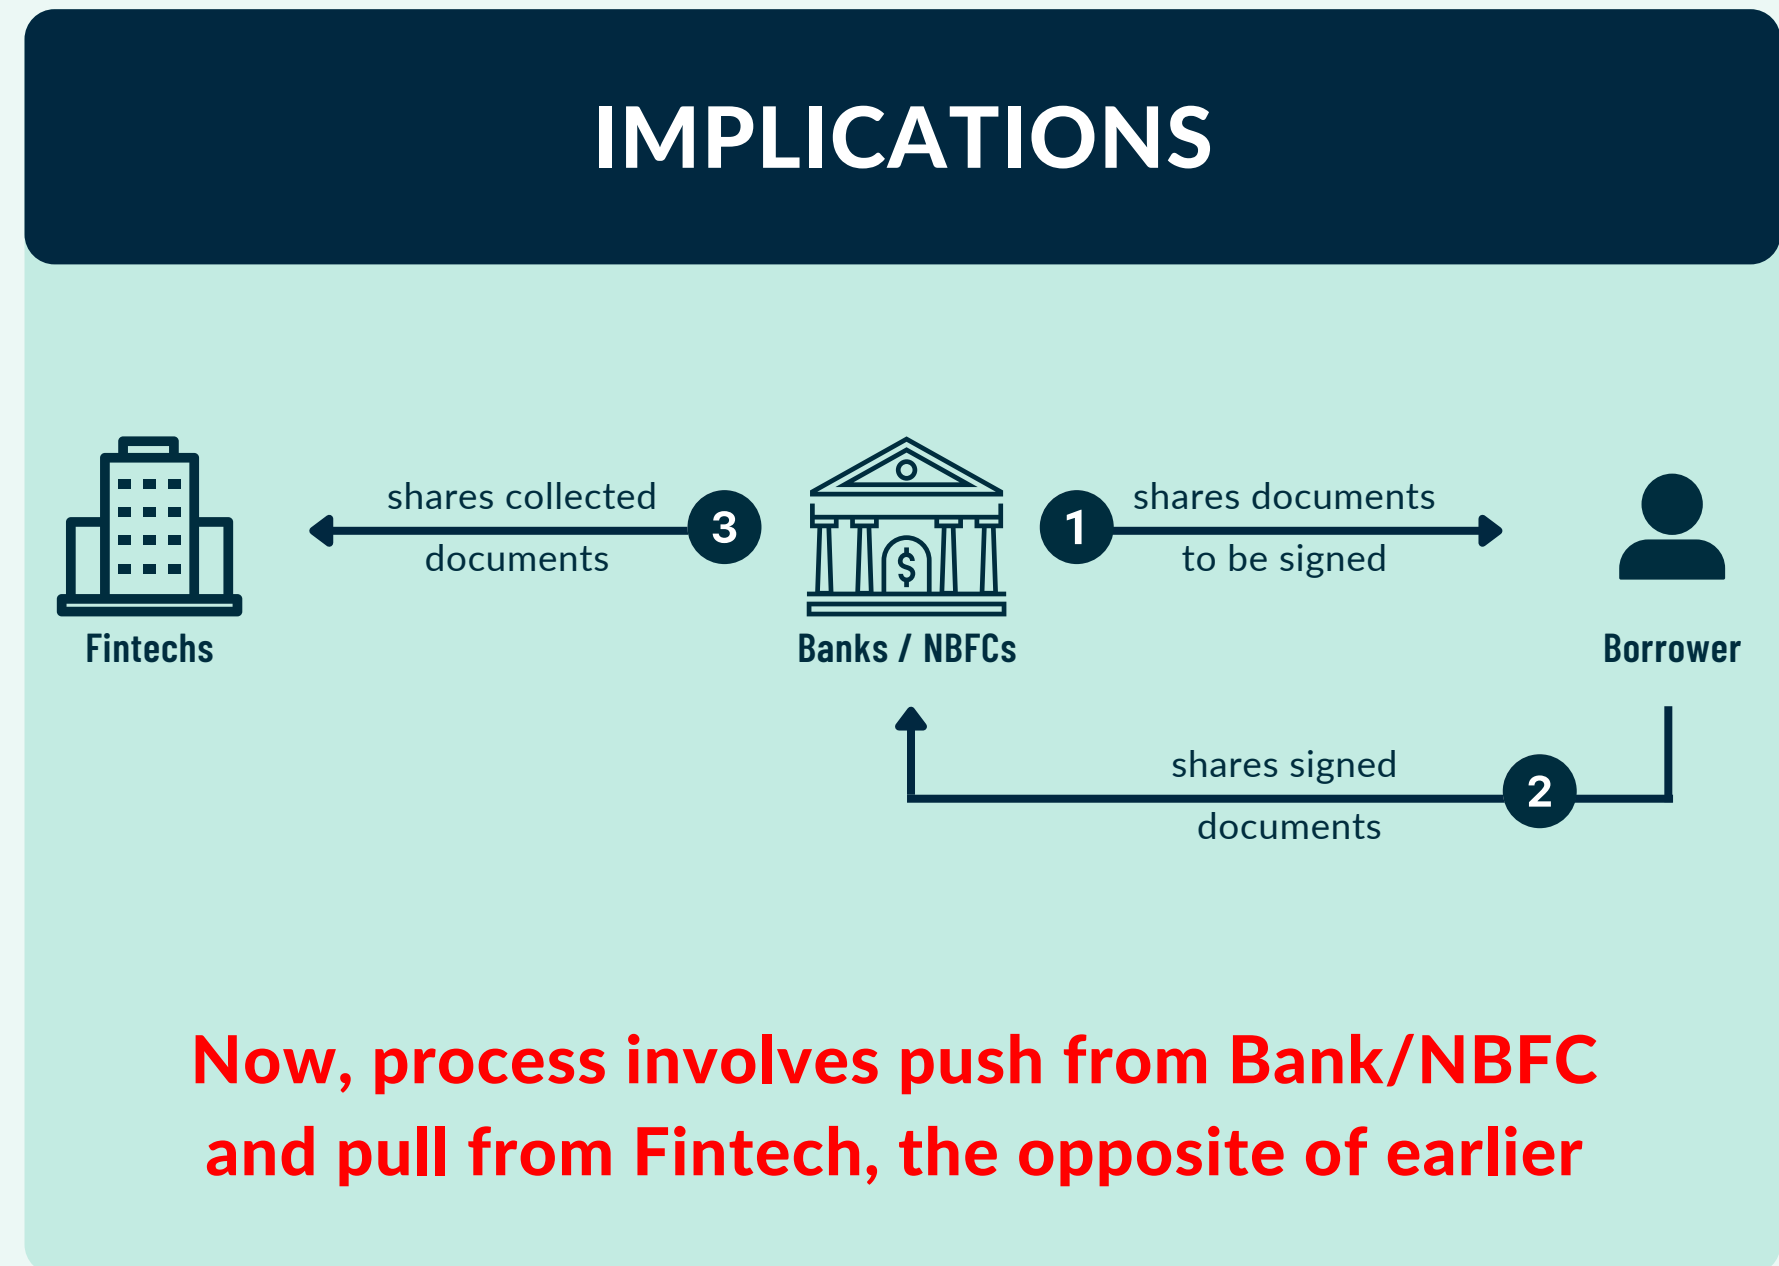 IMPLICATIONS
shares collected
documents
3
1
shares documents
to be signed
$
Fintechs
Banks / NBFCs
Borrower
shares signed
documents
2
Now, process involves push from Bank/NBFC
and pull from Fintech, the opposite of earlier